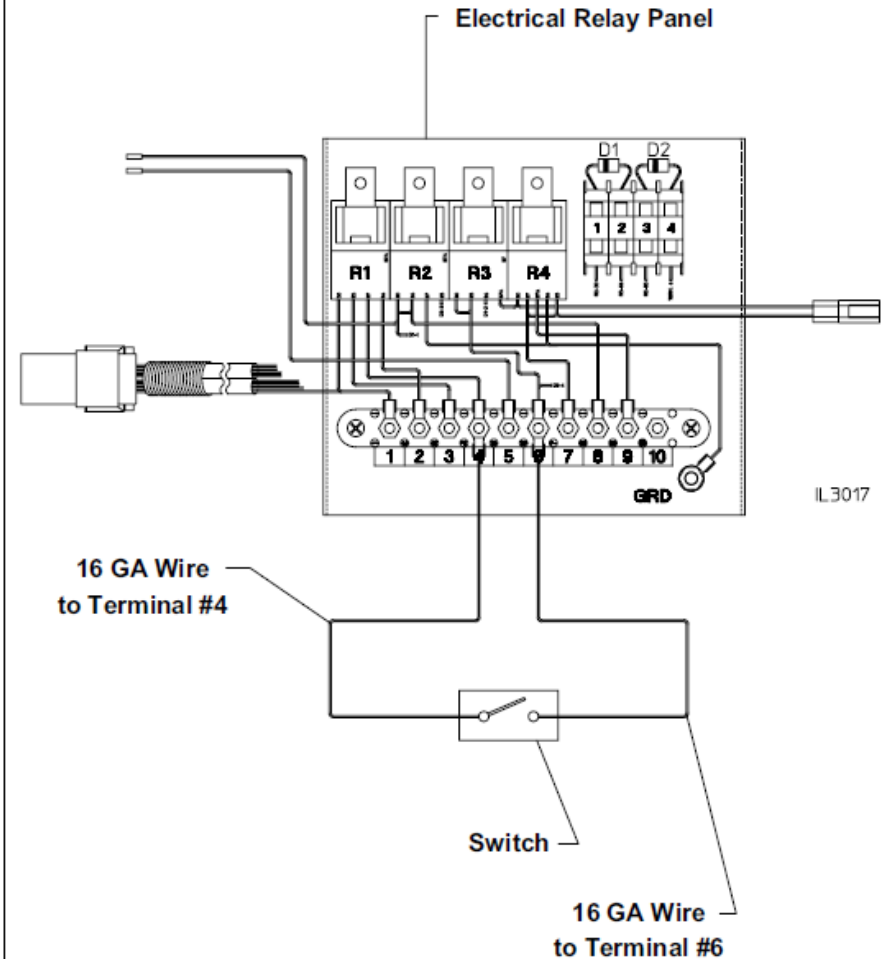 Electrical Relay Panel
D1 D2
1 2 3 4
R1 R2 R3 R4
1 2 3 4 5 6 7 8 9 10
GRD
IL3017
16 GA Wire
to Terminal #4
Switch
16 GA Wire
to Terminal #6